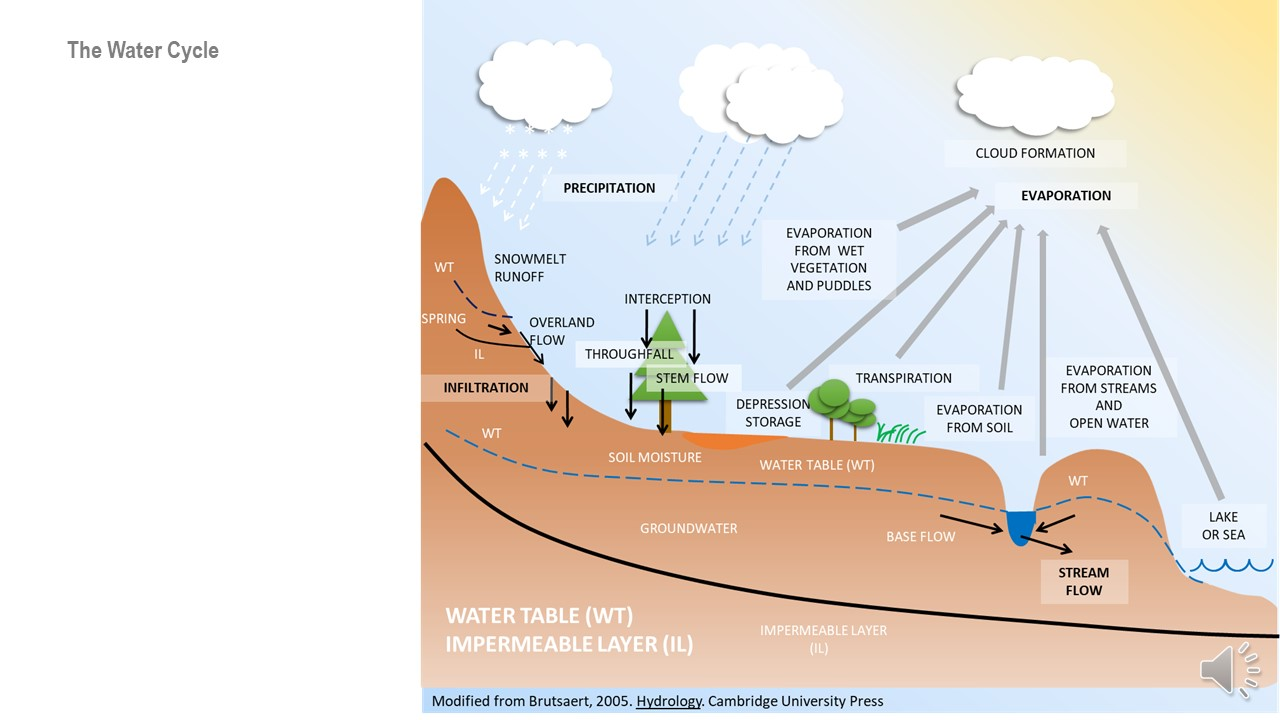 The Water Cycle
CLOUD FORMATION
PRECIPITATION
EVAPORATION
EVAPORATION
FROM WET
VEGETATION
AND PUDDLES
SNOWMELT
RUNOFF
WT
INTERCEPTION
SPRING
OVERLAND
FLOW
IL
THROUGHFALL
STEM FLOW
TRANSPIRATION
EVAPORATION
FROM STREAMS
AND
OPEN WATER
INFILTRATION
DEPRESSION
STORAGE
EVAPORATION
FROM SOIL
WT
SOIL MOISTURE
WATER TABLE (WT)
WT
GROUNDWATER
BASE FLOW
LAKE
OR SEA
STREAM
FLOW
WATER TABLE (WT)
IMPERMEABLE LAYER (IL)
IMPERMEABLE LAYER
(IL)
Modified from Brutsaert, 2005. Hydrology. Cambridge University Press